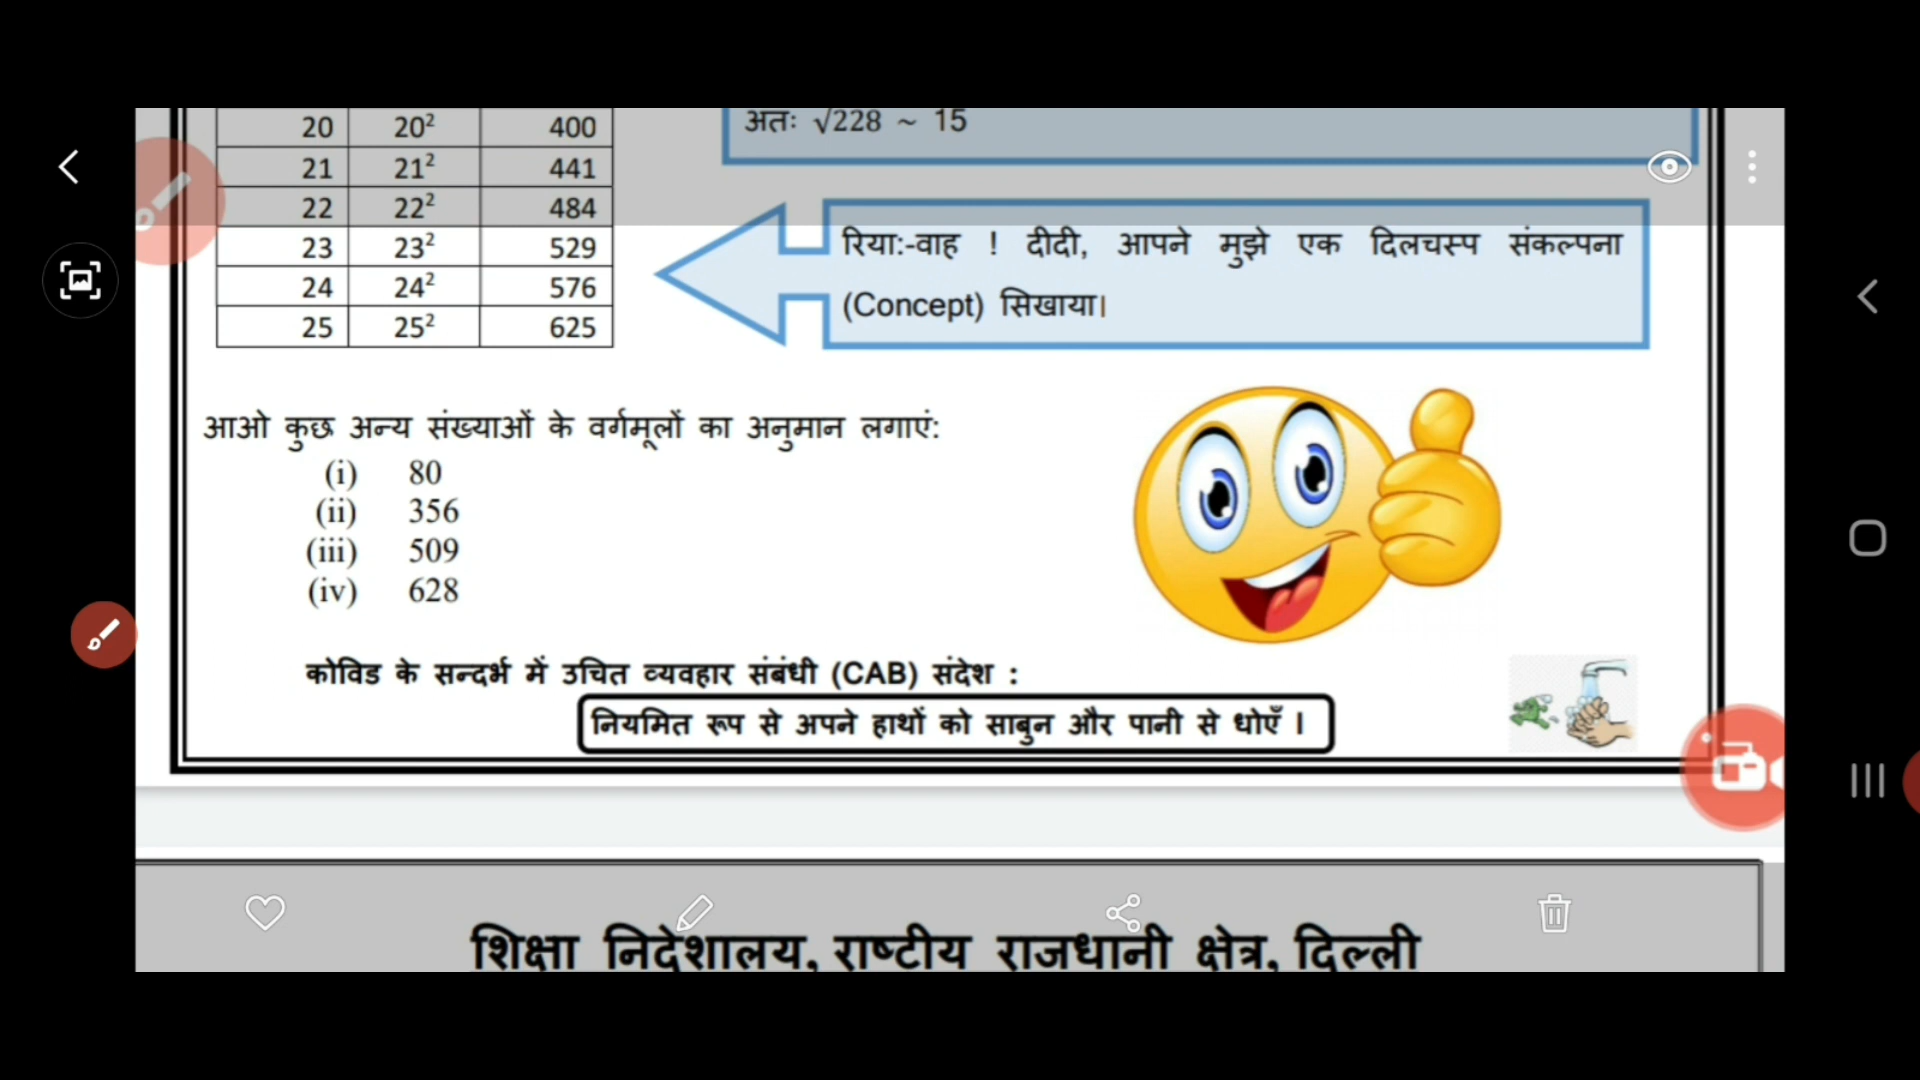 20 20² 400
21 21² 441
22 22² 484
23 23² 529
24 24² 576
25 25² 625
अतः √228 ~ 15
रिया:-वाह ! दीदी, आपने मुझे एक दिलचस्प संकल्पना
(Concept) सिखाया।
आओ कुछ अन्य संख्याओं के वर्गमूलों का अनुमान लगाएं:
(i) 80
(ii) 356
(iii) 509
(iv) 628
कोविड के सन्दर्भ में उचित व्यवहार संबंधी (CAB) संदेश :
नियमित रूप से अपने हाथों को साबुन और पानी से धोएँ ।
शिक्षा निदेशालय, राष्टीय राजधानी क्षेत्र, दिल्ली